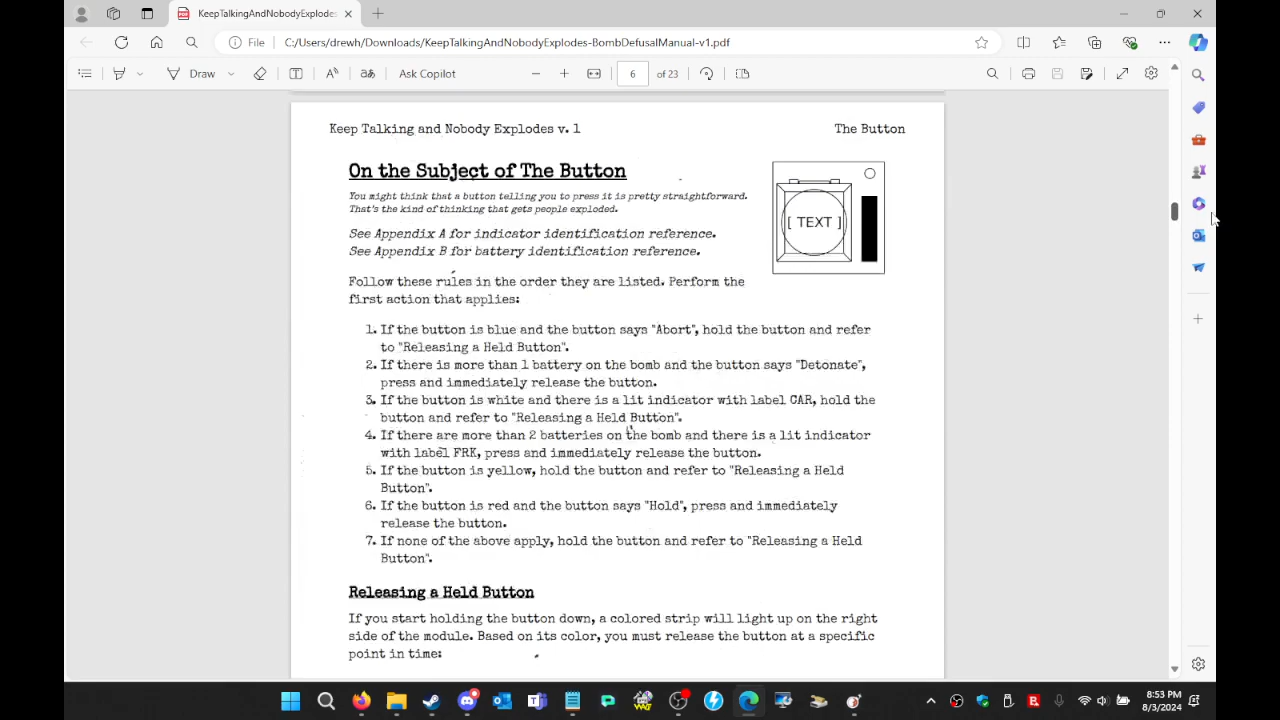 KeepTalkingAndNobodyExplodes-
File C:/Users/drewh/Downloads/KeepTalkingAndNobodyExplodes-BombDefusalManual-v1.pdf
Draw Ask Copilot 6 of 23
Keep Talking and Nobody Explodes v. 1 The Button
On the Subject of The Button
You might think that a button telling you to press it is pretty straightforward.
That's the kind of thinking that gets people exploded.
See Appendix A for indicator identification reference.
See Appendix B for battery identification reference.
[ TEXT ]
Follow these rules in the order they are listed. Perform the
first action that applies:
1. If the button is blue and the button says "Abort", hold the button and refer
to "Releasing a Held Button".
2. If there is more than 1 battery on the bomb and the button says "Detonate",
press and immediately release the button.
3. If the button is white and there is a lit indicator with label CAR, hold the
button and refer to "Releasing a Held Button".
4. If there are more than 2 batteries on the bomb and there is a lit indicator
with label FRK, press and immediately release the button.
5. If the button is yellow, hold the button and refer to "Releasing a Held
Button".
6. If the button is red and the button says "Hold", press and immediately
release the button.
7. If none of the above apply, hold the button and refer to "Releasing a Held
Button".
Releasing a Held Button
If you start holding the button down, a colored strip will light up on the right
side of the module. Based on its color, you must release the button at a specific
point in time:
8:53 PM
8/3/2024